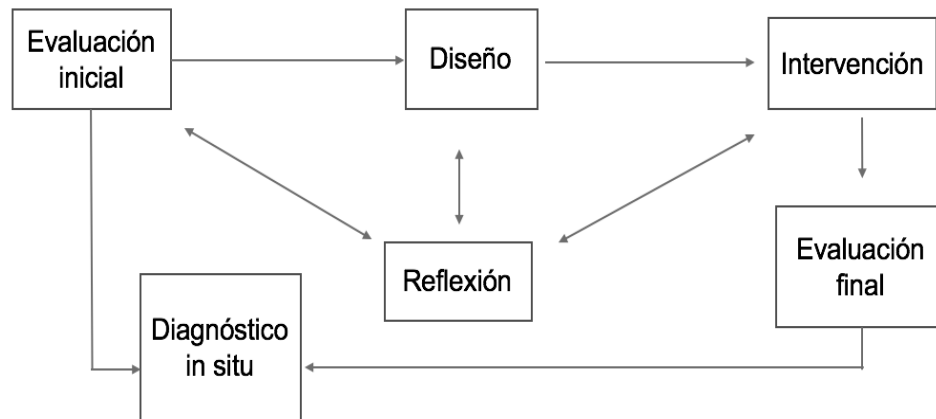 Evaluación
inicial
Diseño
Intervención
Reflexión
Evaluación
final
Diagnóstico
in situ